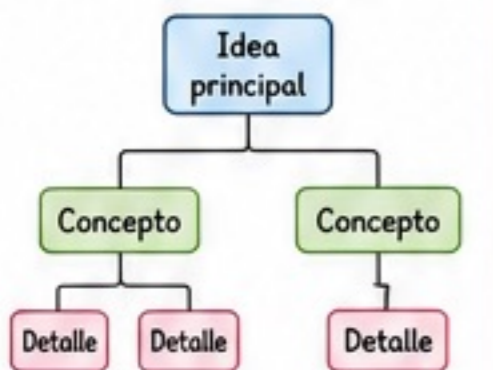 Idea
principal
Concepto
Concepto
Detalle
Detalle
Detalle